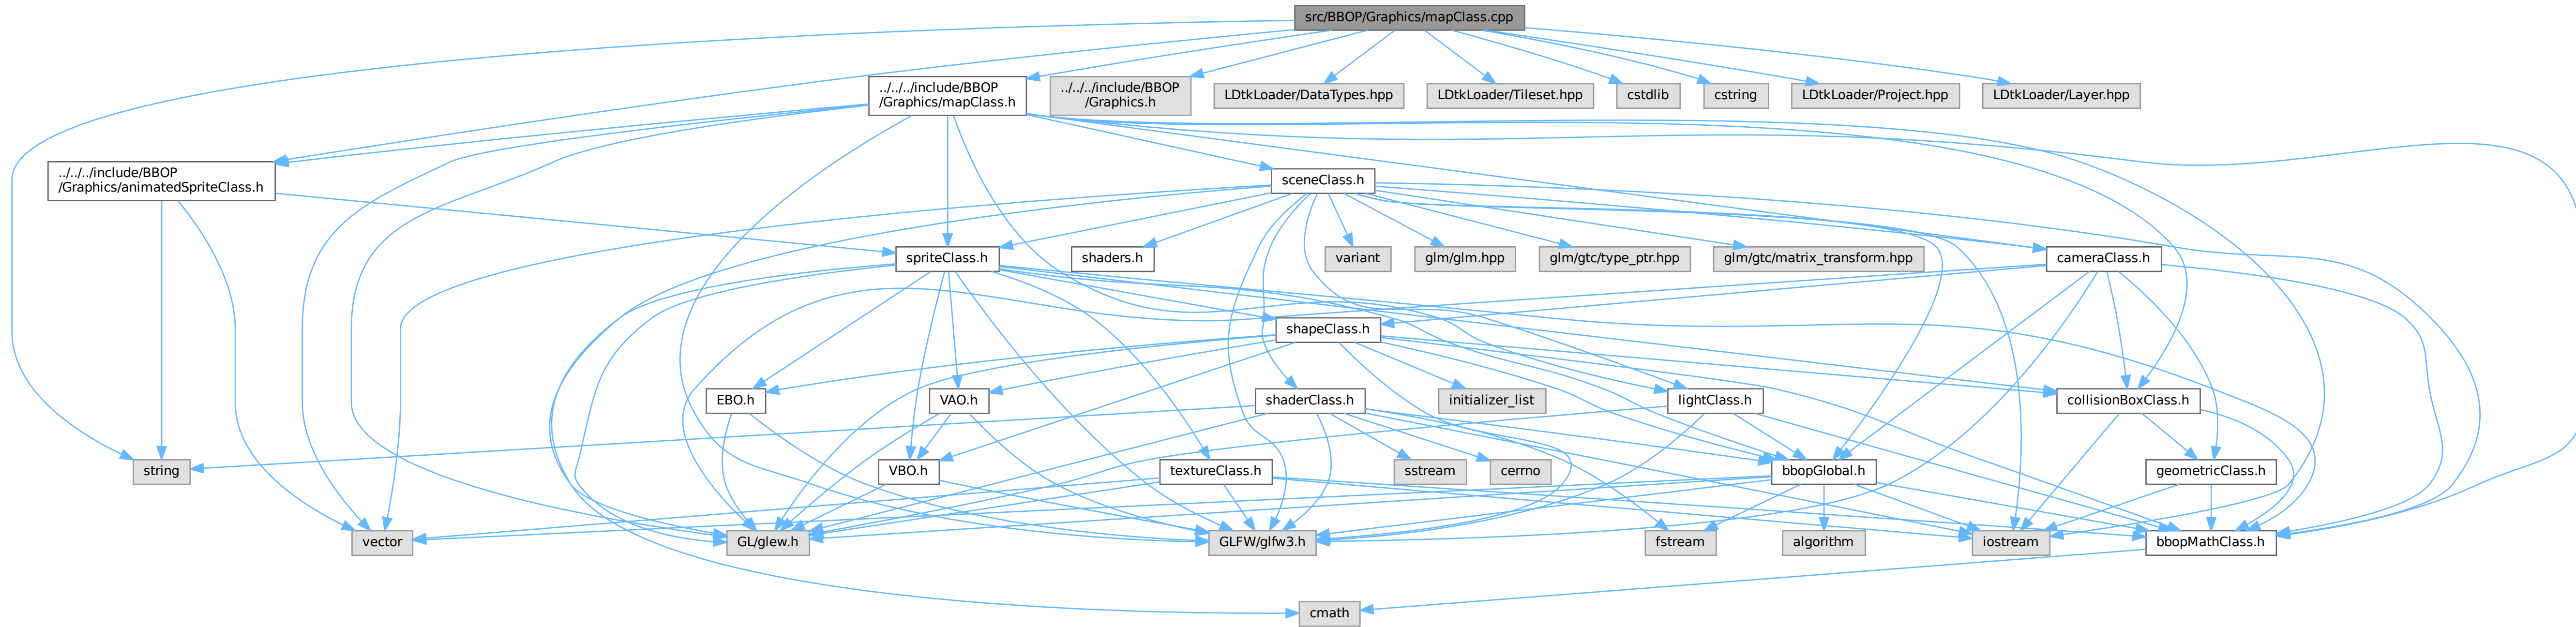 src/BBOP/Graphics/mapClass.cpp
../../../include/BBOP
/Graphics/mapClass.h
../../../include/BBOP
/Graphics.h
LDtkLoader/DataTypes.hpp
LDtkLoader/Tileset.hpp
cstdlib
cstring
LDtkLoader/Project.hpp
LDtkLoader/Layer.hpp
../../../include/BBOP
/Graphics/animatedSpriteClass.h
sceneClass.h
spriteClass.h
shaders.h
variant
glm/glm.hpp
glm/gtc/type_ptr.hpp
glm/gtc/matrix_transform.hpp
cameraClass.h
shapeClass.h
EBO.h
VAO.h
shaderClass.h
initializer_list
lightClass.h
collisionBoxClass.h
string
VBO.h
textureClass.h
sstream
cerrno
bbopGlobal.h
geometricClass.h
vector
GL/glew.h
GLFW/glfw3.h
fstream
algorithm
iostream
bbopMathClass.h
cmath